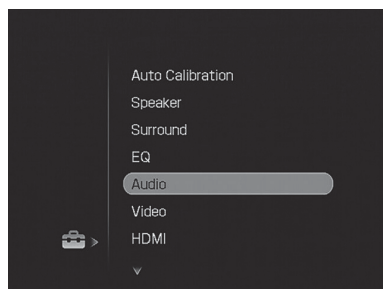 Auto Calibration
Speaker
Surround
EQ
Audio
Video
HDMI